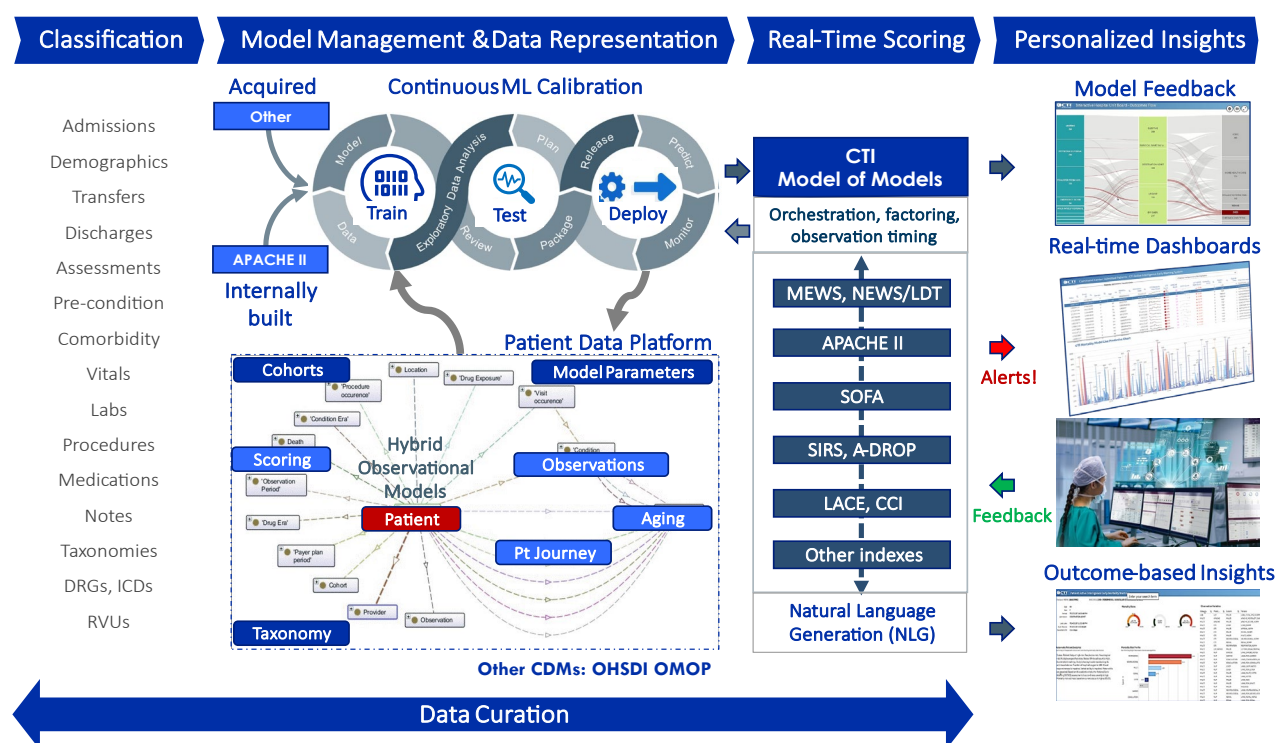 Classification
Model Management & Data Representation
Real-Time Scoring
Personalized Insights
Admissions
Demographics
Transfers
Discharges
Assessments
Pre-condition
Comorbidity
Vitals
Labs
Procedures
Medications
Notes
Taxonomies
DRGs, ICDs
RVUs
Acquired
Other
APACHE II
Internally
built
Continuous ML Calibration
Model
Data
Train
Exploratory Data Analysis
Plan
Review
Test
Package
Release
Deploy
Predict
Monitor
Patient Data Platform
Cohorts
Model Parameters
Location
'Procedure
occurence'
'Drug Exposure'
'Visit
occurence'
'Condition Era'
Death
Hybrid
Observational
Models
'Condition
Scoring
Observations
'Observation
Period'
'Drug Era'
Patient
Aging
'Payer plan
period'
Pt Journey
Cohort
Provider
Observation
Taxonomy
Other CDMs: OHSDI OMOP
CTI
Model of Models
Orchestration, factoring,
observation timing
MEWS, NEWS/LDT
APACHE II
SOFA
SIRS, A-DROP
LACE, CCI
Other indexes
Natural Language
Generation (NLG)
Model Feedback
CTI
Real-time Dashboards
CTI
Alerts!
Feedback
Outcome-based Insights
CTI
Data Curation